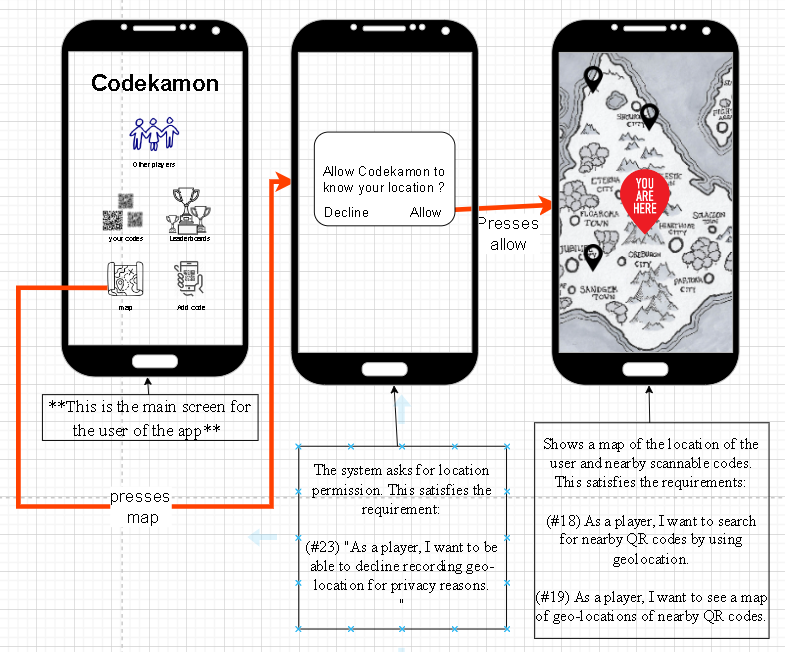 Codekamon
Other players
your codes
Leaderboards
map
Add code
**This is the main screen for
the user of the app**
presses
map
Allow Codekamon to
know your location ?
Decline
Allow
Presses
allow
The system asks for location
permission. This satisfies the
requirement:
(#23) "As a player, I want to be
able to decline recording geo-
location for privacy reasons.
"
YOU
ARE
HERE
ETERNA
CITY
FLOAROMA
TOWN
HEARTHOME
CITY
SOLACEON
TOWN
OREBURGH
CITY
SANDGEM
TOWN
PASTORIA
CITY
Shows a map of the location of the
user and nearby scannable codes.
This satisfies the requirements:
(#18) As a player, I want to search
for nearby QR codes by using
geolocation.
(#19) As a player, I want to see a map
of geo-locations of nearby QR codes.